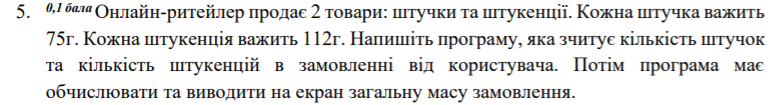 5. 0,1 бала Онлайн-ритейлер продає 2 товари: штучки та штукенції. Кожна штучка важить
75г. Кожна штукенція важить 112г. Напишіть програму, яка зчитує кількість штучок
та кількість штукенцій в замовленні від користувача. Потім програма має
обчислювати та виводити на екран загальну масу замовлення.